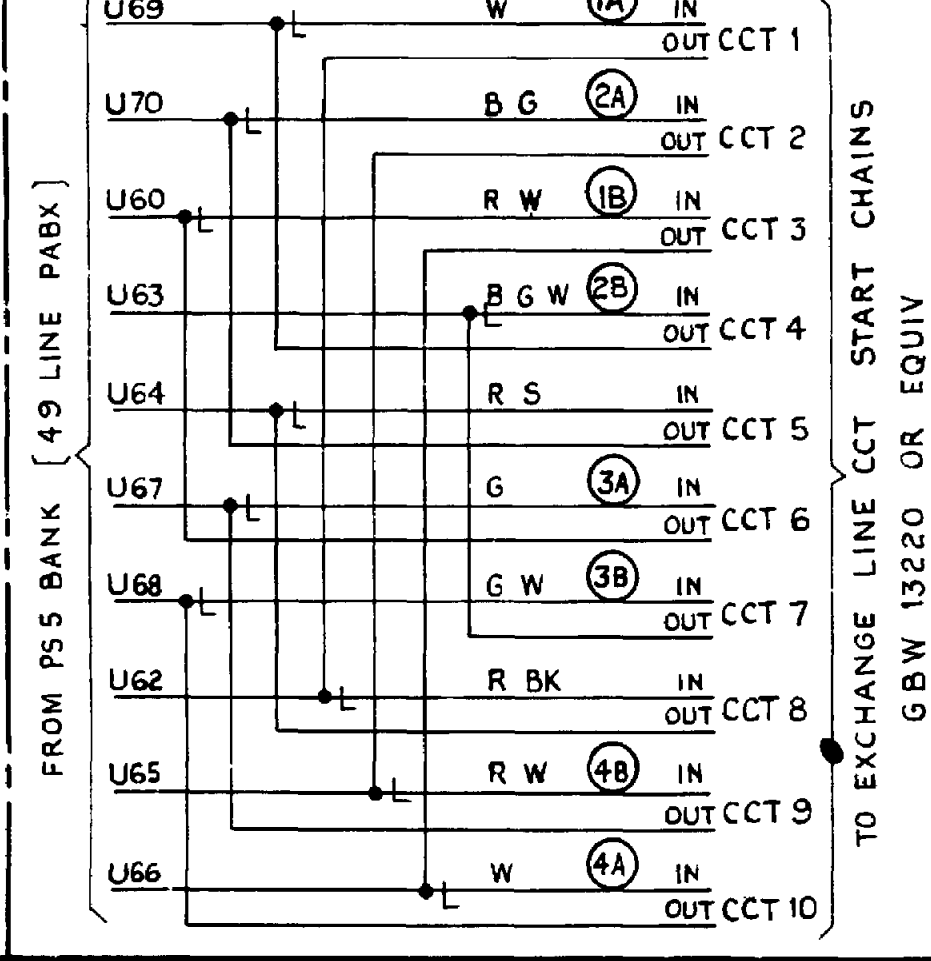 U69 W 1A IN
OUT CCT 1
U70 L B G 2A IN
OUT CCT 2
U60 L R W 1B IN
OUT CCT 3
U63 L B G W 2B IN
OUT CCT 4
U64 L R S IN
OUT CCT 5
U67 L G 3A IN
OUT CCT 6
U68 L G W 3B IN
OUT CCT 7
U62 L R BK IN
OUT CCT 8
U65 L R W 4B IN
OUT CCT 9
U66 L W 4A IN
OUT CCT 10
FROM PS5 BANK [49 LINE PABX]
TO EXCHANGE LINE CCT START CHAINS
GBW 13220 OR EQUIV